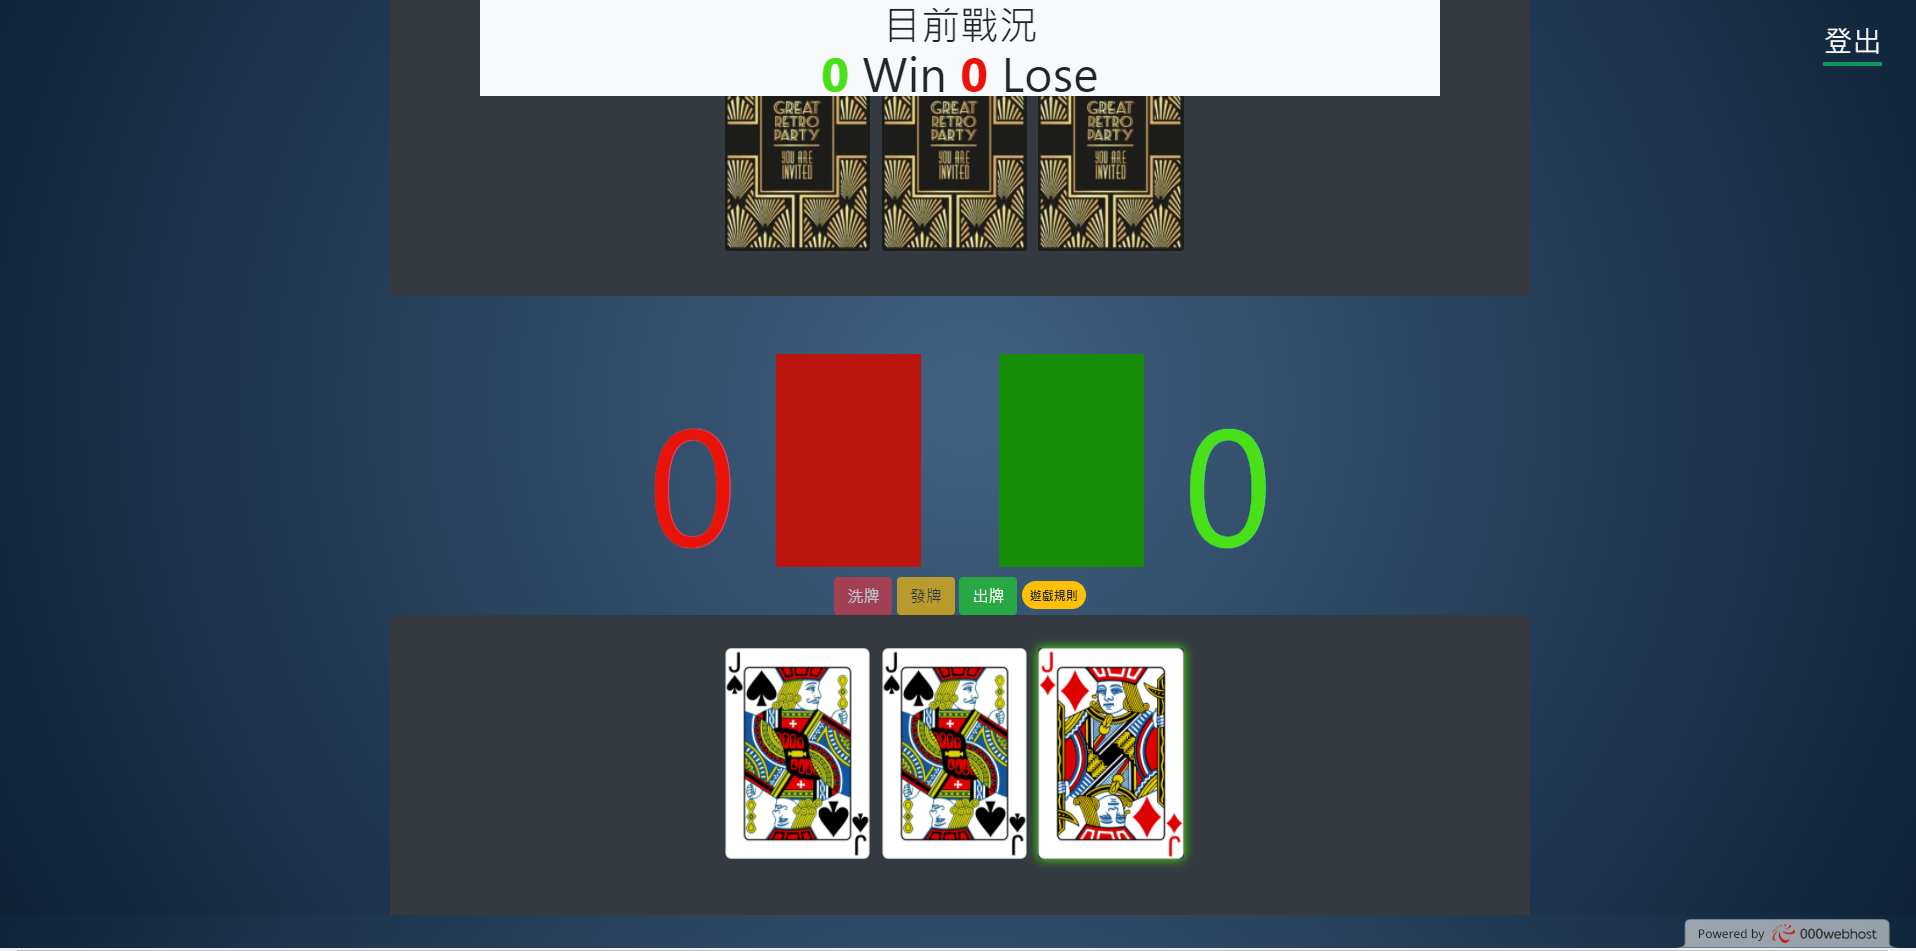 目前戰況
0 Win 0 Lose
登出
GREAT
RETRO
PARTY
YOU ARE
INVITED
GREAT
RETRO
PARTY
YOU ARE
INVITED
GREAT
RETRO
PARTY
YOU ARE
INVITED
0
0
洗牌 發牌 出牌 遊戲規則
J
J
J
J
J
J
Powered by 000webhost